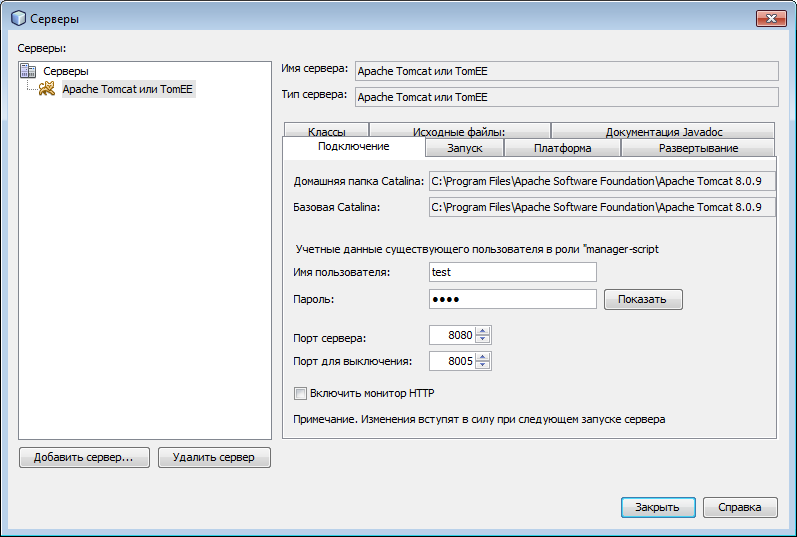 Серверы
Серверы:
Серверы
Apache Tomcat или TomEE
Имя сервера: Apache Tomcat или TomEE
Тип сервера: Apache Tomcat или TomEE
Классы Исходные файлы: Документация Javadoc
Подключение Запуск Платформа Развертывание
Домашняя папка Catalina: C:\Program Files\Apache Software Foundation\Apache Tomcat 8.0.9
Базовая Catalina: C:\Program Files\Apache Software Foundation\Apache Tomcat 8.0.9
Учетные данные существующего пользователя в роли "manager-script
Имя пользователя: test
Пароль: ●●●● Показать
Порт сервера: 8080
Порт для выключения: 8005
Включить монитор HTTP
Примечание. Изменения вступят в силу при следующем запуске сервера
Добавить сервер... Удалить сервер
Закрыть Справка